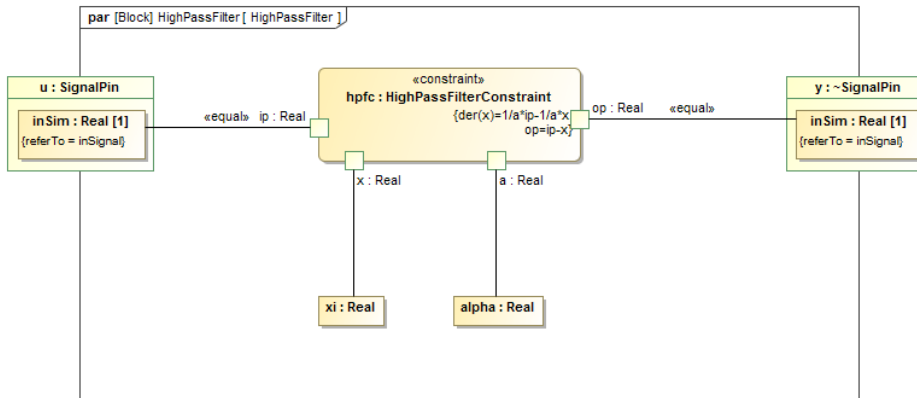 par [Block] HighPassFilter [ HighPassFilter ]
u : SignalPin
inSim : Real [1]
{referTo = inSignal}
«equal»
ip : Real
«constraint»
hpfc : HighPassFilterConstraint
{der(x)=1/a*ip-1/a*x
op=ip-x}
op : Real
«equal»
y : ~SignalPin
inSim : Real [1]
{referTo = inSignal}
x : Real
a : Real
xi : Real
alpha : Real